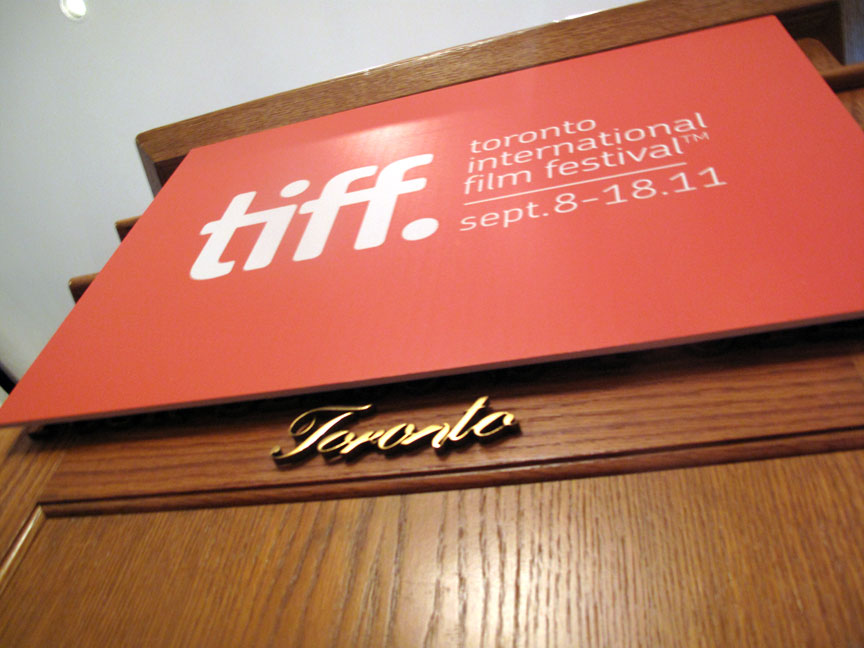 tiff.
toronto
international
film festival™
sept.8-18.11
Toronto